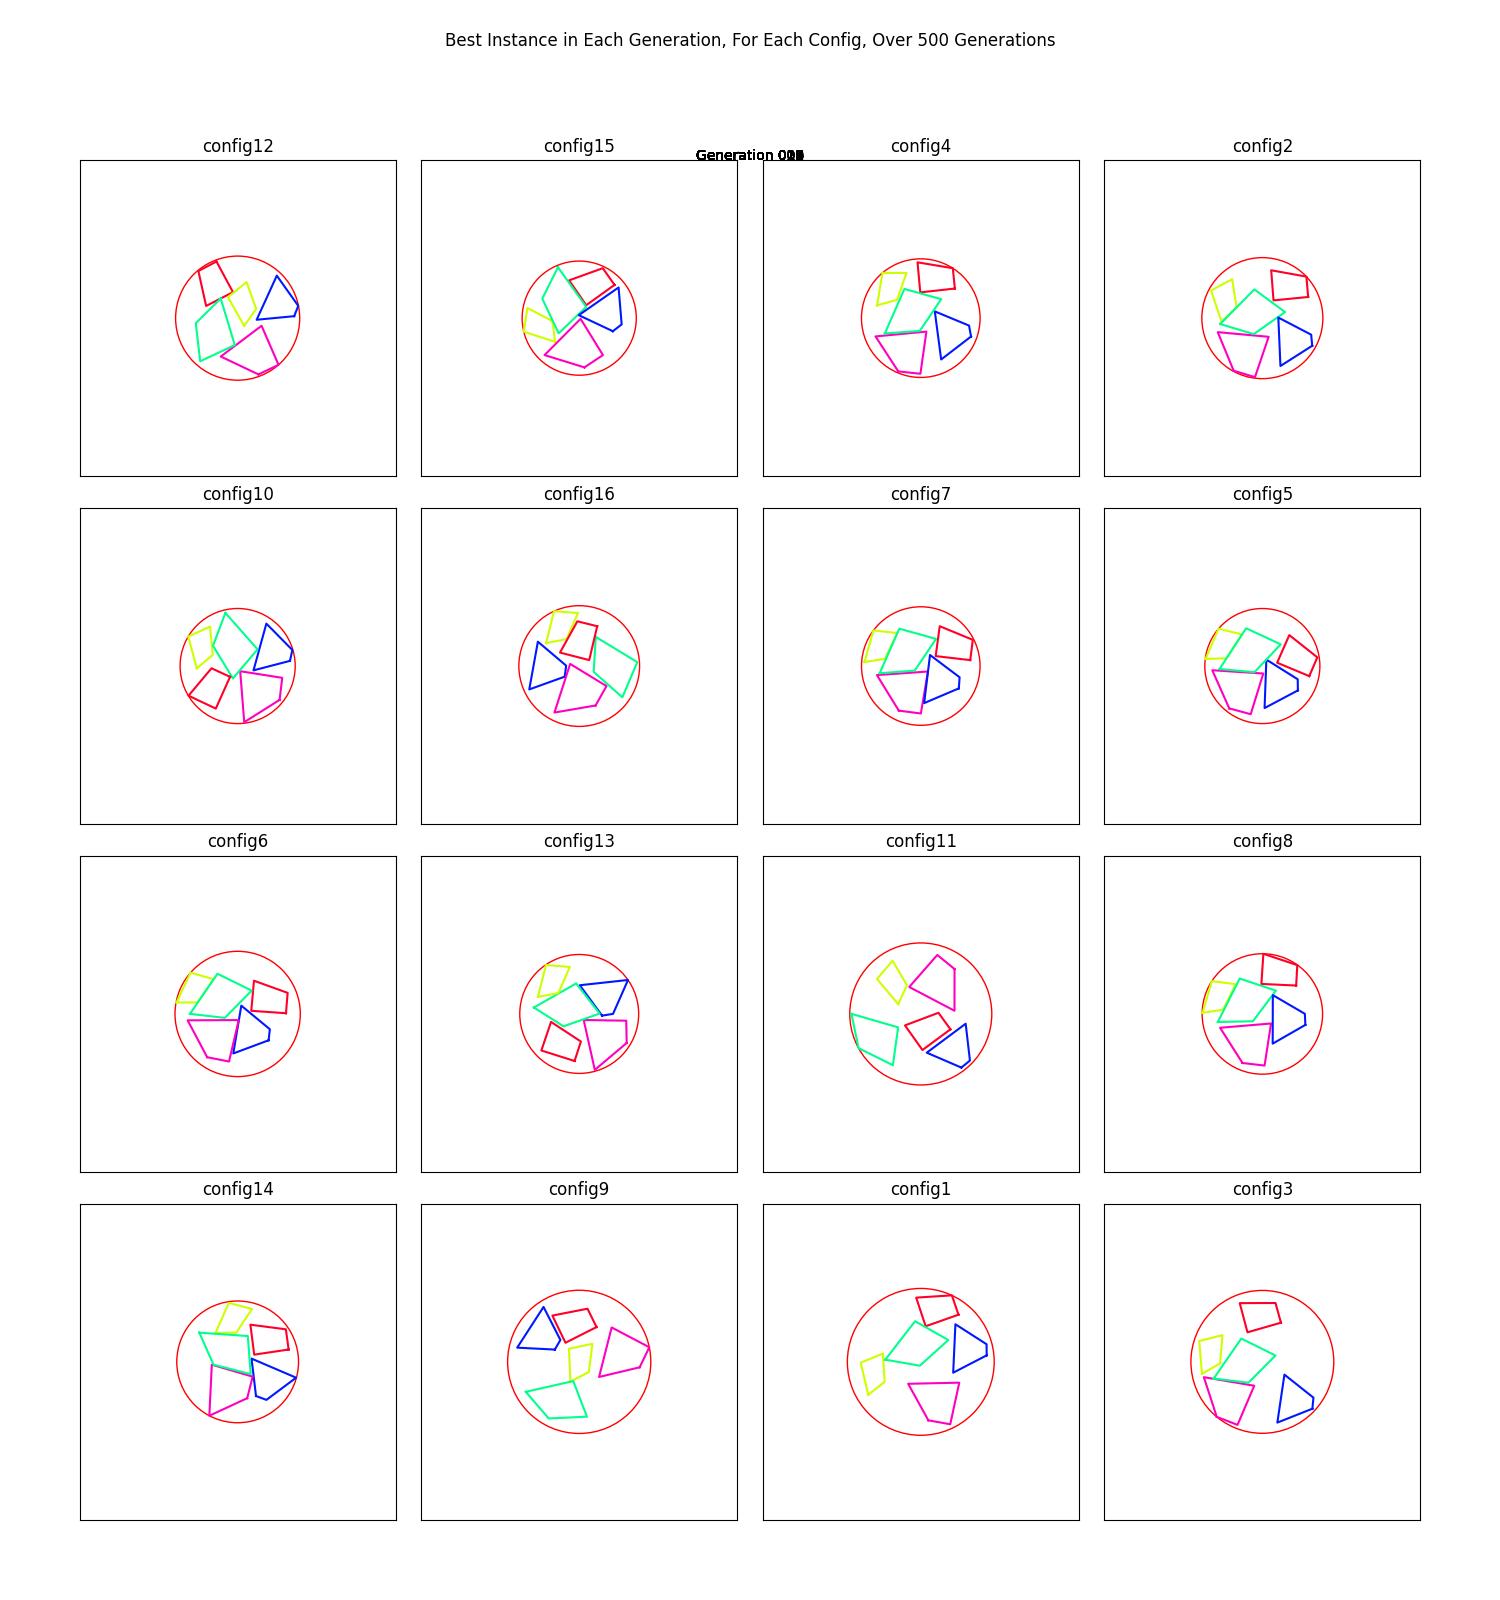 Best Instance in Each Generation, For Each Config, Over 500 Generations
config12
config15
Generation
config4
config2
config10
config16
config7
config5
config6
config13
config11
config8
config14
config9
config1
config3